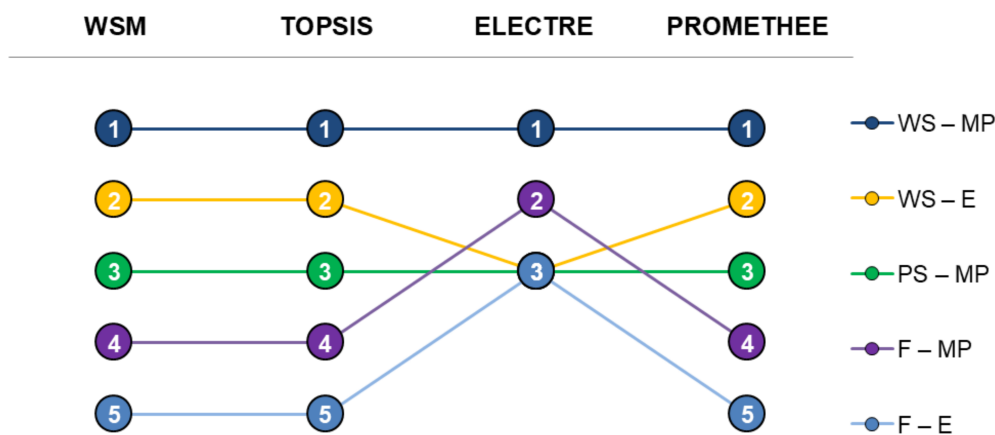 WSM TOPSIS ELECTRE PROMETHEE
1 1 1 1 WS – MP
2 2 2 2 WS – E
3 3 3 3 PS – MP
4 4 4 F – MP
5 5 5 F – E